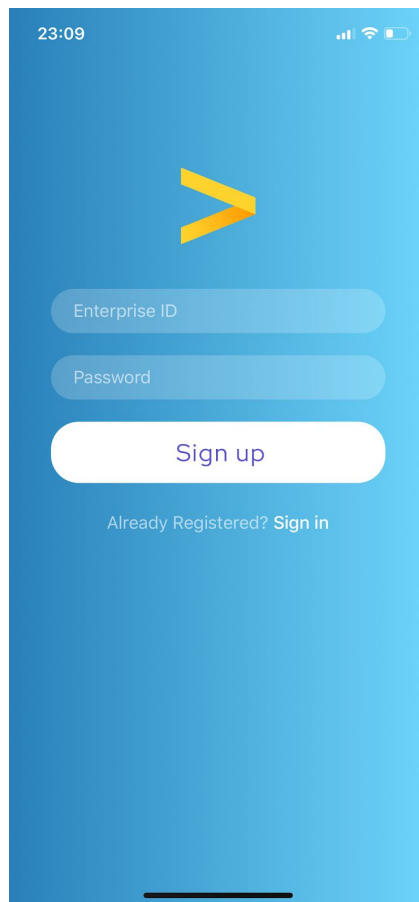 23:09
Enterprise ID
Password
Sign up
Already Registered? Sign in